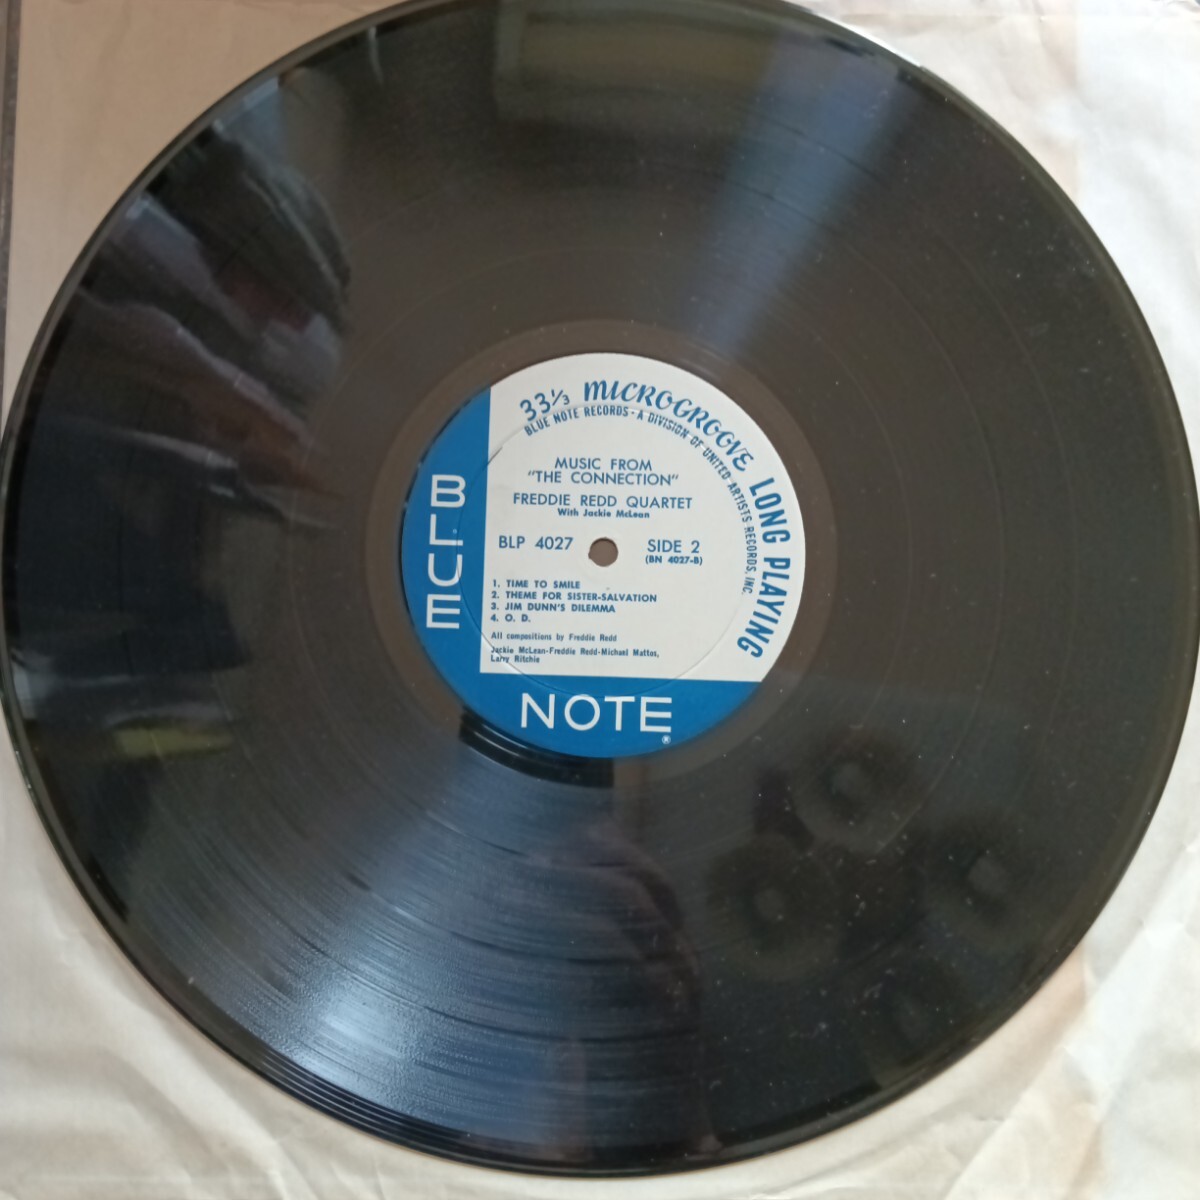 33⅓ MICROGROOVE LONG PLAYING
BLUE NOTE RECORDS • A DIVISION OF UNITED ARTISTS RECORDS, INC.
MUSIC FROM
"THE CONNECTION"
FREDDIE REDD QUARTET
With Jackie McLean
BLP 4027
SIDE 2
(BN 4027-B)
1. TIME TO SMILE
2. THEME FOR SISTER-SALVATION
3. JIM DUNN'S DILEMMA
4. O. D.
All compositions by Freddie Redd
Jackie McLean-Freddie Redd-Michael Mattos,
Larry Ritchie
BLUE
NOTE
®